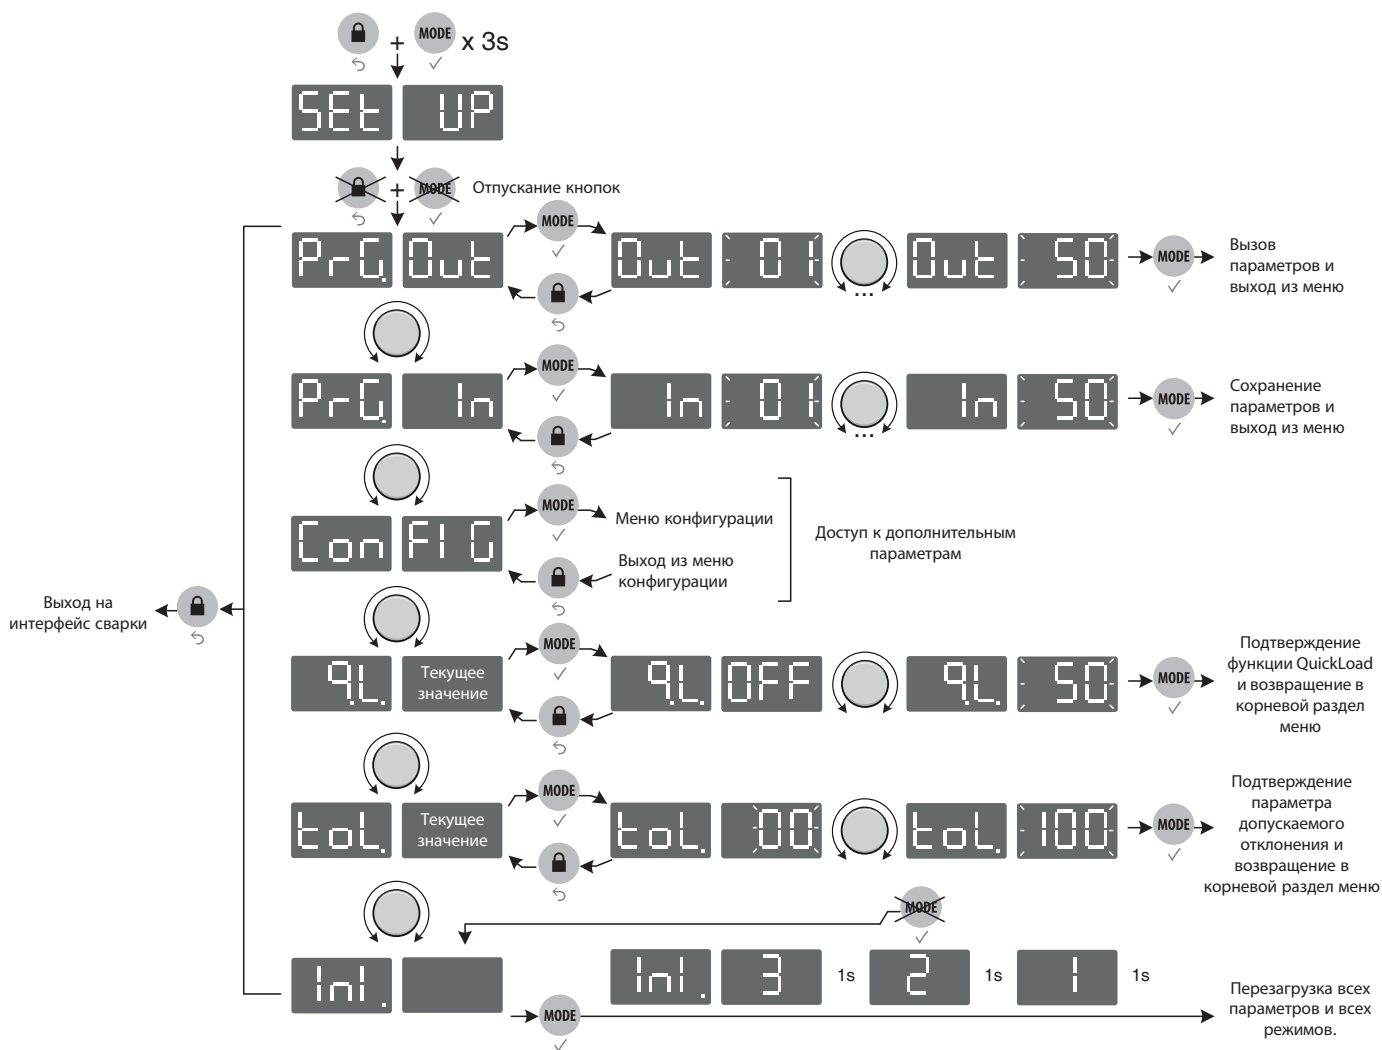 MODE x 3s
SEt UP
MODE Отпускание кнопок
PrG. Out
MODE
Out 01
...
Out 50
MODE
Вызов
параметров и
выход из меню
PrG. In
MODE
In 01
...
In 50
MODE
Сохранение
параметров и
выход из меню
Con FIG
MODE
Меню конфигурации
Выход из меню
конфигурации
Доступ к дополнительным
параметрам
Выход на
интерфейс сварки
q.L.
Текущее
значение
MODE
q.L. OFF
q.L. 50
MODE
Подтверждение
функции QuickLoad
и возвращение в
корневой раздел
меню
toL.
Текущее
значение
MODE
toL. 00
toL. 100
MODE
Подтверждение
параметра
допускаемого
отклонения и
возвращение в
корневой раздел меню
MODE
InI.
InI. 3 1s 2 1s 1 1s
MODE
Перезагрузка всех
параметров и всех
режимов.